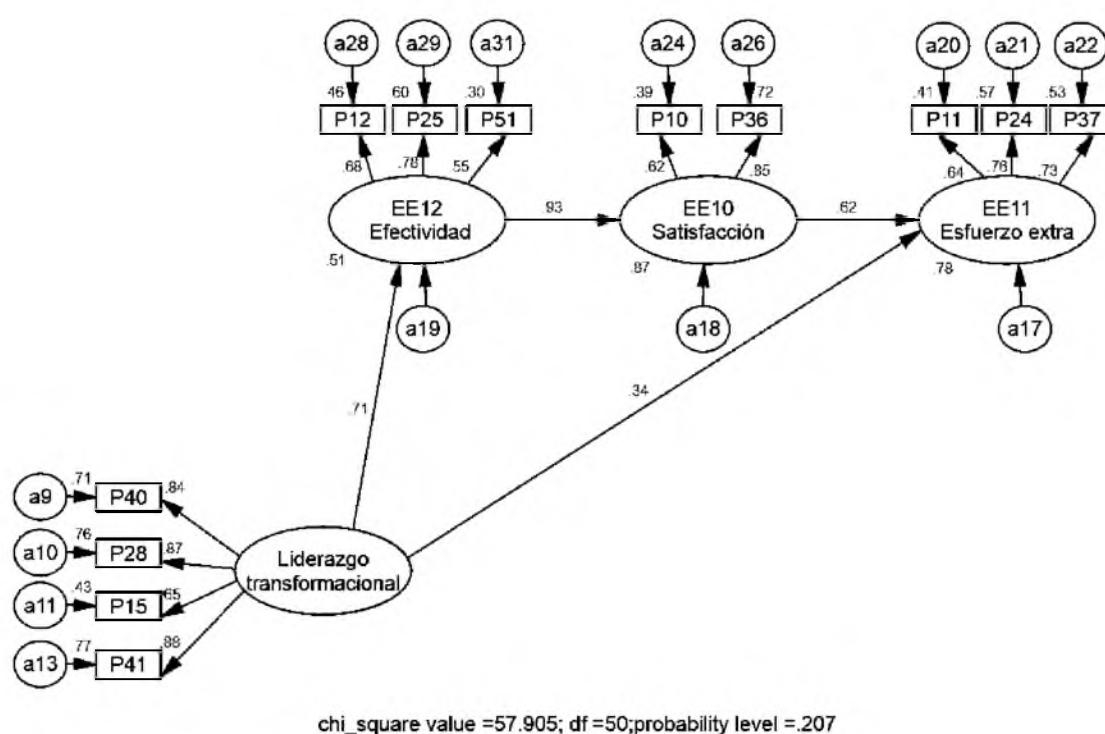 a28 a29 a31 a24 a26 a20 a21 a22
.46 .60 .30 .39 .72 .41 .57 .53
P12 P25 P51 P10 P36 P11 P24 P37
.68 .78 .55 .62 .85 .64 .76 .73
EE12 EE10 EE11
Efectividad .93 Satisfacción .62 Esfuerzo extra
.51 .87 .78
a19 a18 a17
.34
.71
a9 .71 P40 .84
a10 .76 P28 .87
Liderazgo
transformacional
a11 .43 P15 .65
a13 .77 P41 .88
chi_square value =57.905; df =50;probability level =.207